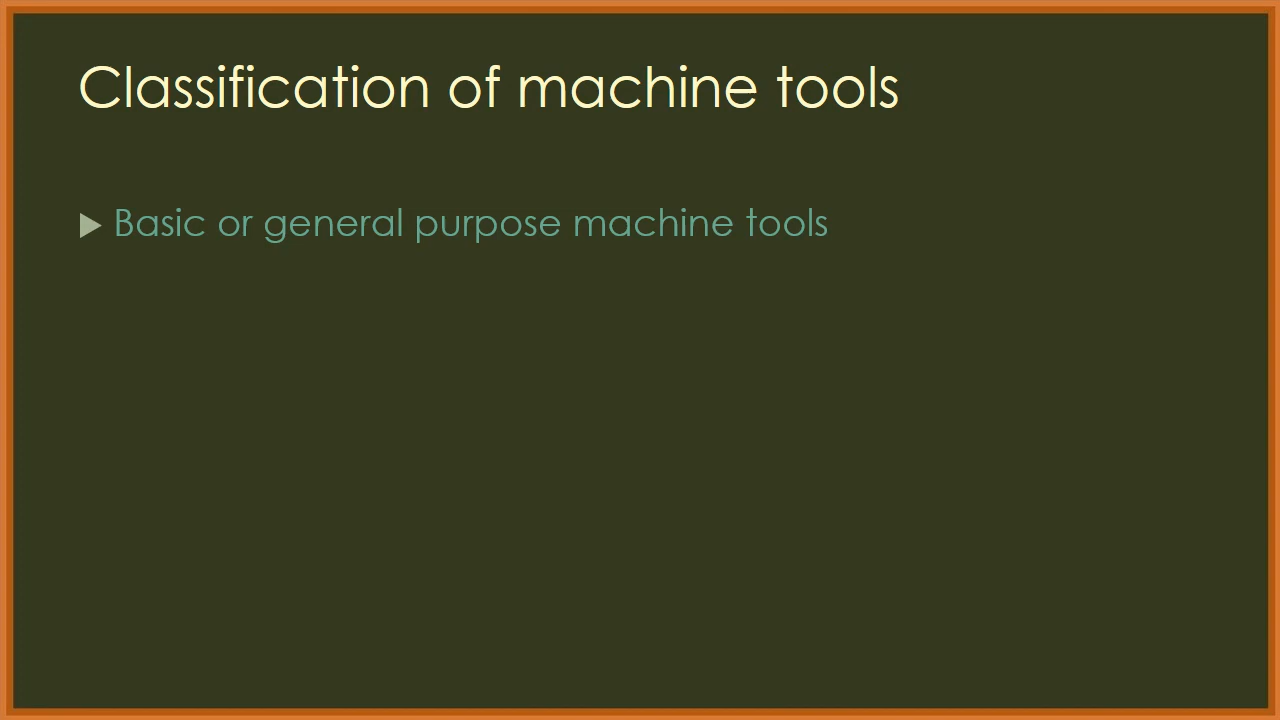 Classification of machine tools
Basic or general purpose machine tools